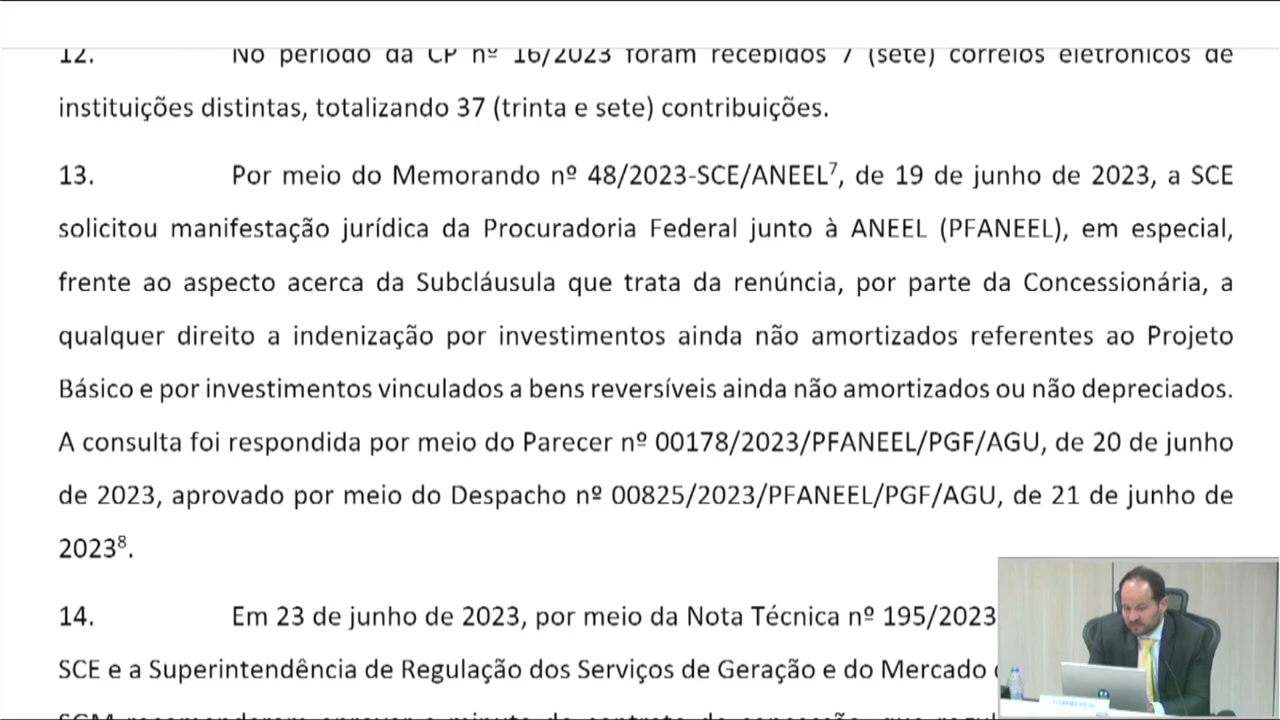 12. No período da CP nº 16/2023 foram recebidos 7 (sete) correios eletrônicos de
instituições distintas, totalizando 37 (trinta e sete) contribuições.
13. Por meio do Memorando nº 48/2023-SCE/ANEEL⁷, de 19 de junho de 2023, a SCE
solicitou manifestação jurídica da Procuradoria Federal junto à ANEEL (PFANEEL), em especial,
frente ao aspecto acerca da Subcláusula que trata da renúncia, por parte da Concessionária, a
qualquer direito a indenização por investimentos ainda não amortizados referentes ao Projeto
Básico e por investimentos vinculados a bens reversíveis ainda não amortizados ou não depreciados.
A consulta foi respondida por meio do Parecer nº 00178/2023/PFANEEL/PGF/AGU, de 20 de junho
de 2023, aprovado por meio do Despacho nº 00825/2023/PFANEEL/PGF/AGU, de 21 de junho de
2023⁸.
14. Em 23 de junho de 2023, por meio da Nota Técnica nº 195/2023
SCE e a Superintendência de Regulação dos Serviços de Geração e do Mercado